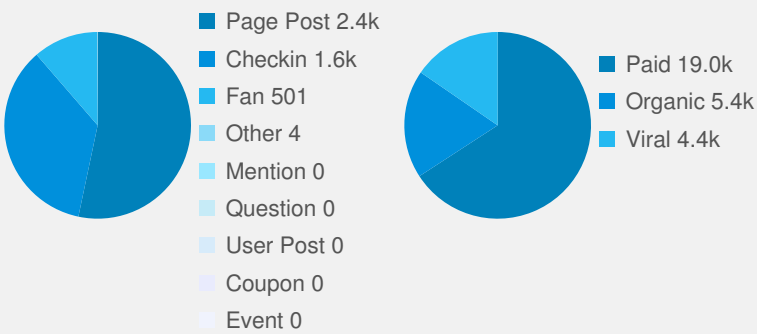 Page Post 2.4k
Checkin 1.6k
Fan 501
Other 4
Mention 0
Question 0
User Post 0
Coupon 0
Event 0
Paid 19.0k
Organic 5.4k
Viral 4.4k